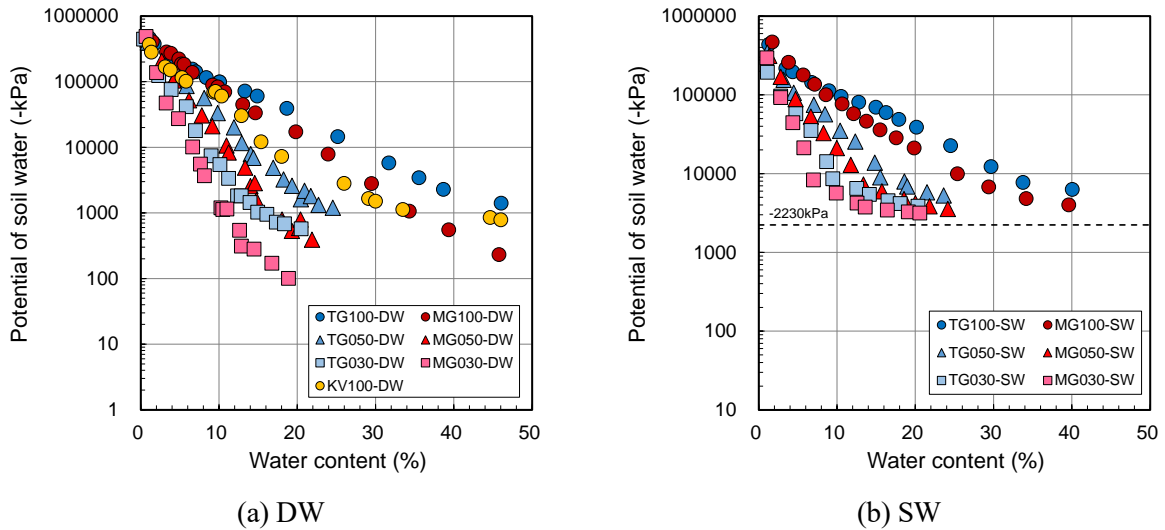 1000000
100000
10000
1000
100
10
1
0 10 20 30 40 50
Potential of soil water (-kPa)
Water content (%)
TG100-DW MG100-DW
TG050-DW MG050-DW
TG030-DW MG030-DW
KV100-DW
(a) DW
1000000
100000
10000
1000
100
10
0 10 20 30 40 50
Potential of soil water (-kPa)
Water content (%)
-2230kPa
TG100-SW MG100-SW
TG050-SW MG050-SW
TG030-SW MG030-SW
(b) SW